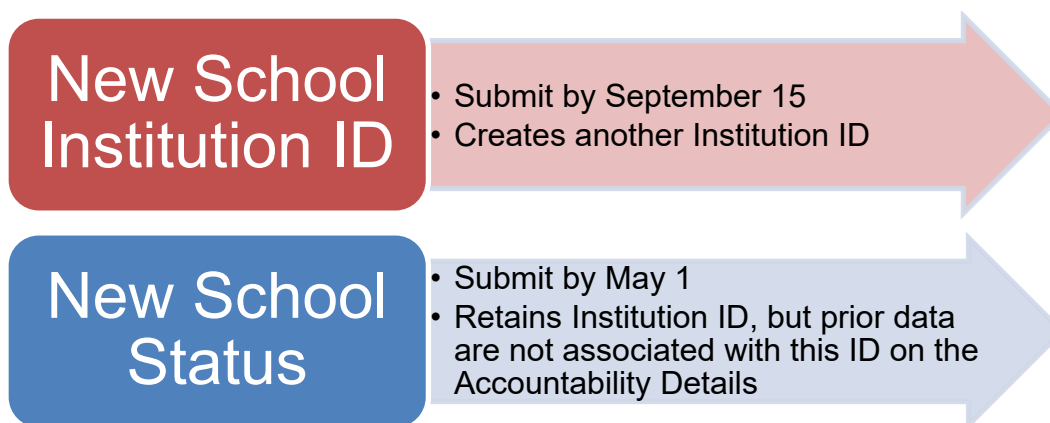 New School
Institution ID
• Submit by September 15
• Creates another Institution ID
New School
Status
• Submit by May 1
• Retains Institution ID, but prior data
are not associated with this ID on the
Accountability Details